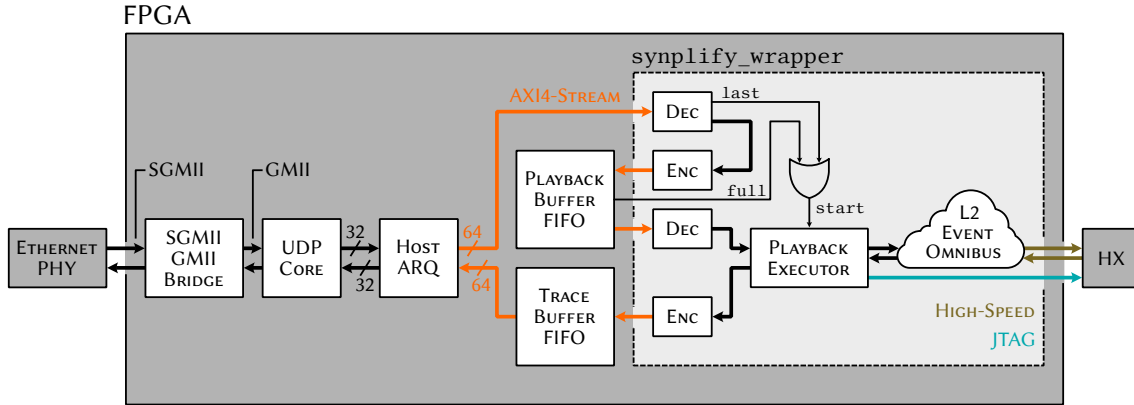 FPGA
synplify_wrapper
AXI4-Stream
Dec
last
SGMII
GMII
Playback
Buffer
FIFO
Enc
full
start
Dec
L2
Event
Omnibus
Ethernet
PHY
SGMII
GMII
Bridge
UDP
Core
32
32
Host
ARQ
64
64
Playback
Executor
HX
Trace
Buffer
FIFO
Enc
High-Speed
JTAG